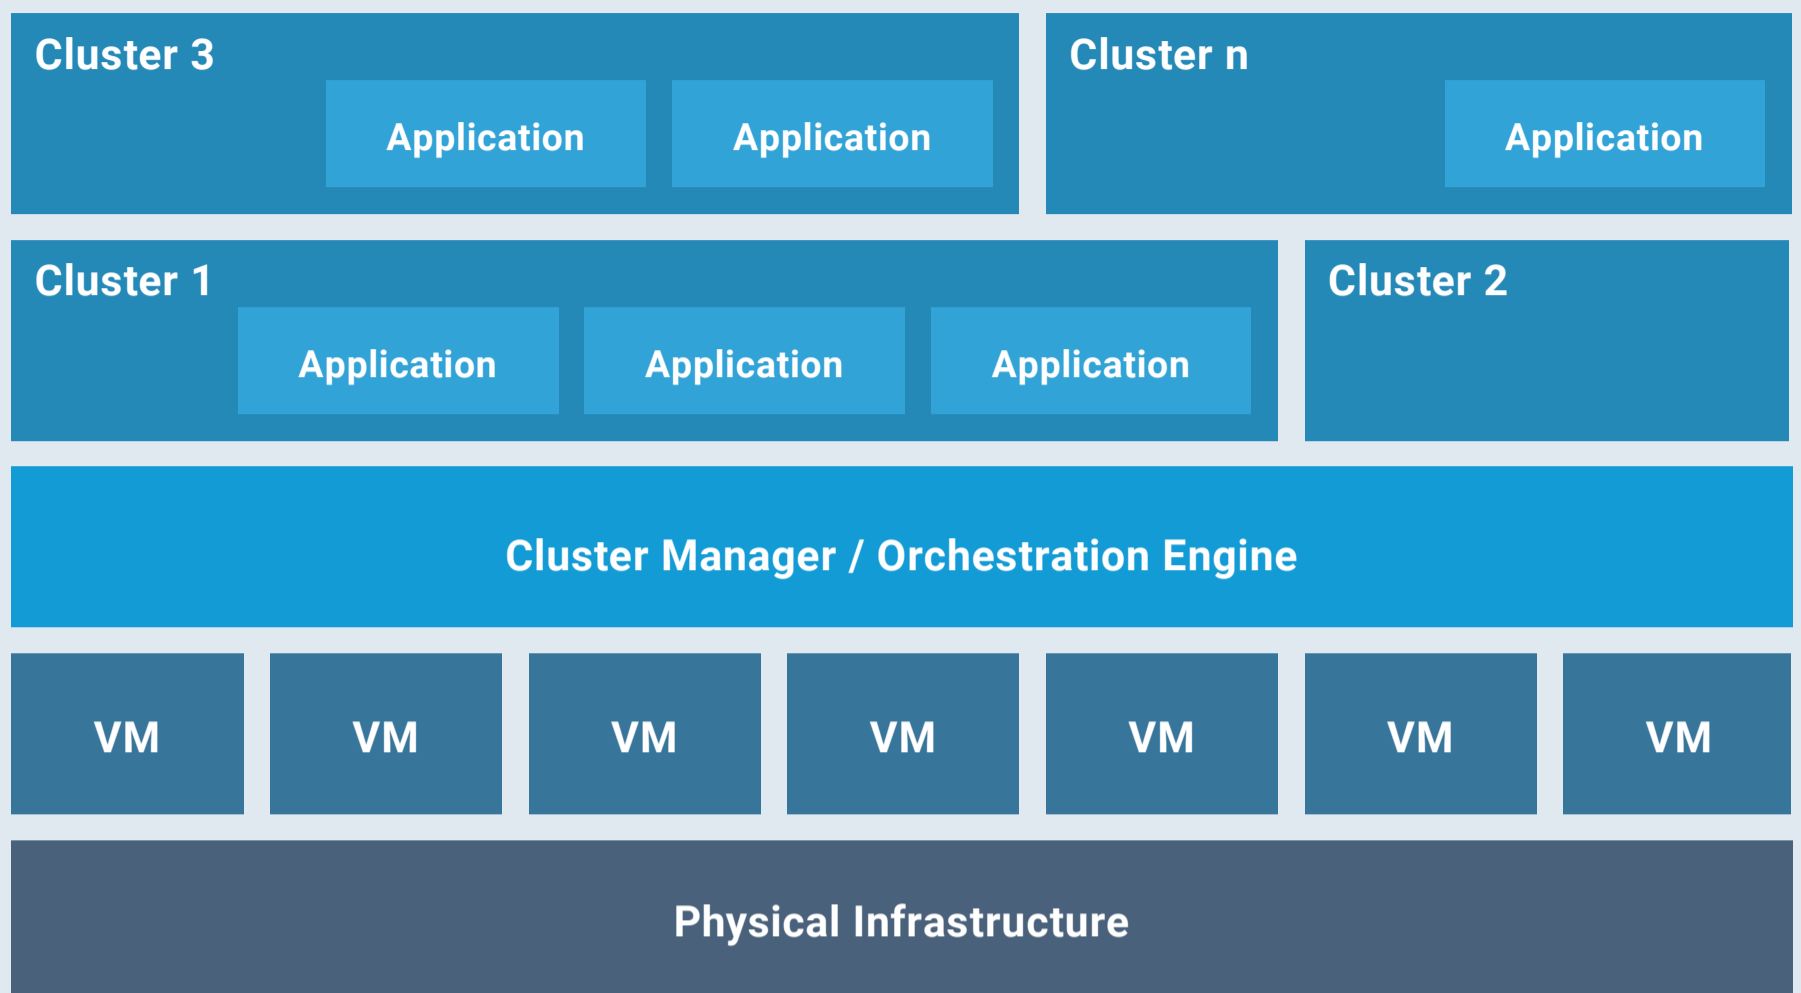 Cluster 3
Application Application
Cluster n
Application
Cluster 1
Application Application Application
Cluster 2
Cluster Manager / Orchestration Engine
VM VM VM VM VM VM VM
Physical Infrastructure